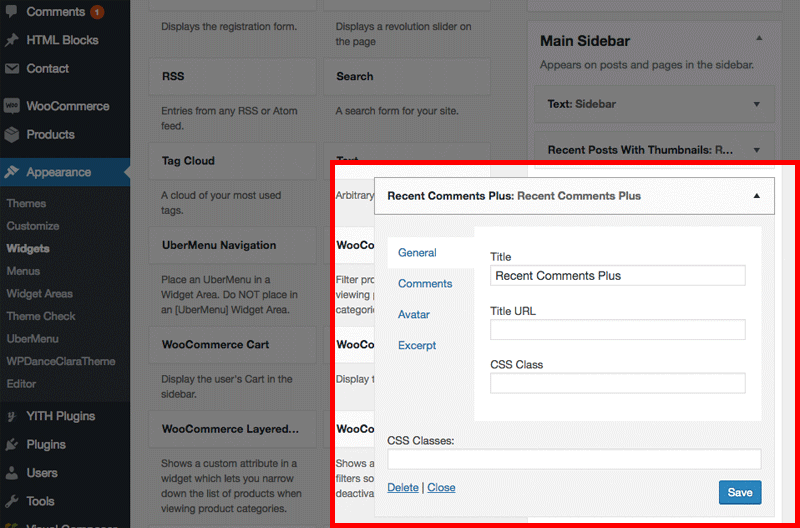 Comments 1
HTML Blocks
Contact
WooCommerce
Products
Appearance
Themes
Customize
Widgets
Menus
Widget Areas
Theme Check
UberMenu
WPDanceClaraTheme
Editor
YITH Plugins
Plugins
Users
Tools
Visual Composer
Displays the registration form.
RSS
Entries from any RSS or Atom
feed.
Tag Cloud
A cloud of your most used
tags.
UberMenu Navigation
Place an UberMenu in a
Widget Area. Do NOT place in
an [UberMenu] Widget Area.
WooCommerce Cart
Display the user's Cart in the
sidebar.
WooCommerce Layered...
Shows a custom attribute in a
widget which lets you narrow
down the list of products when
viewing product categories.
Displays a revolution slider on
the page
Search
A search form for your site.
Text
Arbitrary
WooCo
Filter pro
viewing p
categorie
WooCo
Display t
WooCo
Shows a
filters so
deactiva
Main Sidebar
Appears on posts and pages in the sidebar.
Text: Sidebar
Recent Posts With Thumbnails: R...
Recent Comments Plus: Recent Comments Plus
General
Comments
Avatar
Excerpt
Title
Recent Comments Plus
Title URL
CSS Class
CSS Classes:
Delete | Close
Save